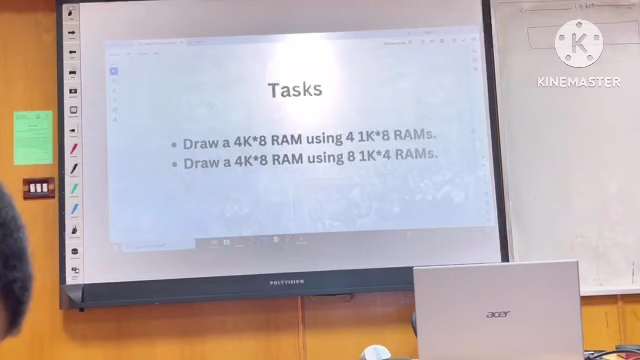 KINEMASTER
Tasks
• Draw a 4K*8 RAM using 4 1K*8 RAMs.
• Draw a 4K*8 RAM using 8 1K*4 RAMs.
POLYVISION
acer